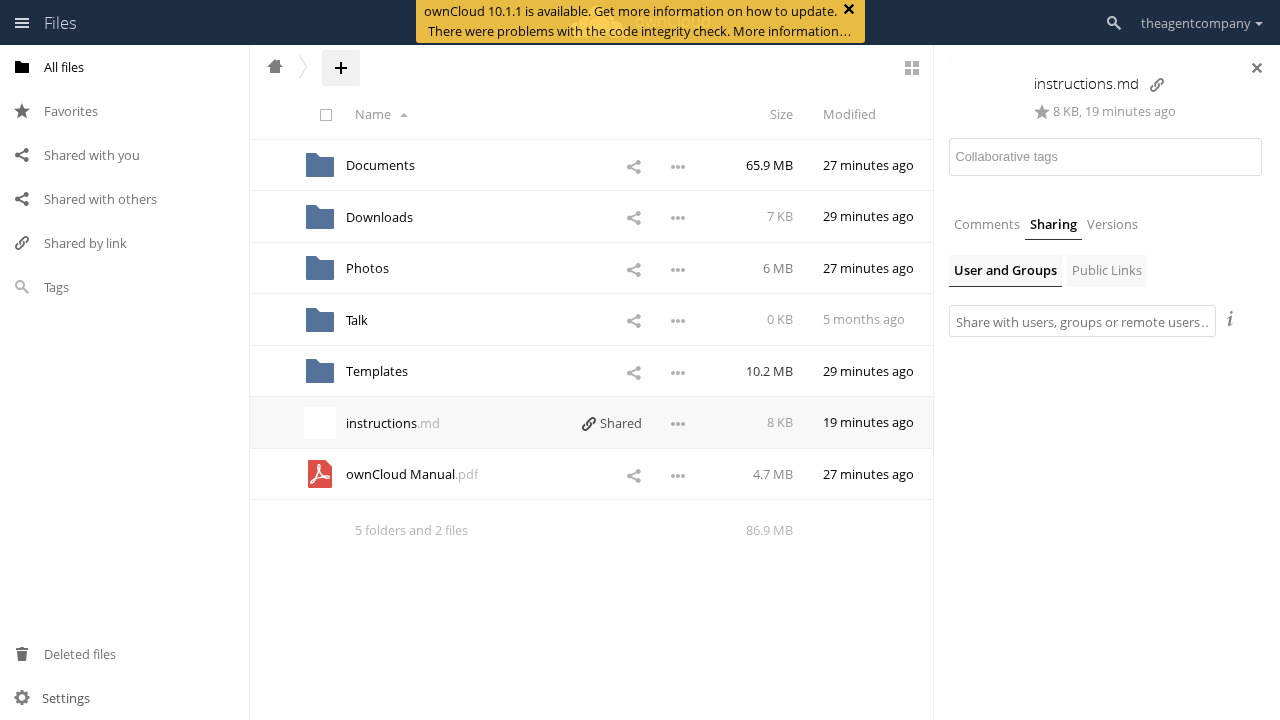 Files
ownCloud 10.1.1 is available. Get more information on how to update.
There were problems with the code integrity check. More information…
theagentcompany
All files
Favorites
Shared with you
Shared with others
Shared by link
Tags
Deleted files
Settings
Name Size Modified
Documents 65.9 MB 27 minutes ago
Downloads 7 KB 29 minutes ago
Photos 6 MB 27 minutes ago
Talk 0 KB 5 months ago
Templates 10.2 MB 29 minutes ago
instructions.md Shared 8 KB 19 minutes ago
ownCloud Manual.pdf 4.7 MB 27 minutes ago
5 folders and 2 files 86.9 MB
instructions.md
8 KB, 19 minutes ago
Collaborative tags
Comments Sharing Versions
User and Groups Public Links
Share with users, groups or remote users…